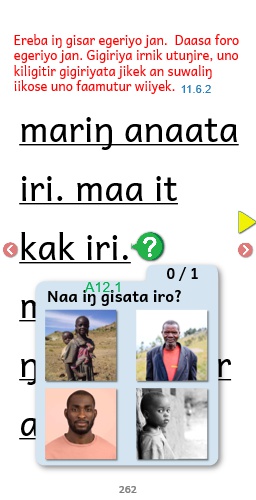 Ereba iŋ gisar egeriyo jan. Daasa foro
egeriyo jan. Gigiriya irnik utuŋire, uno
kiligitir gigiriyata jikek an suwaliŋ
iikose uno faamutur wiiyek. 11.6.2
mariŋ anaata
iri. maa it
kak iri.
?
0 / 1
A12.1
Naa iŋ gisata iro?
262